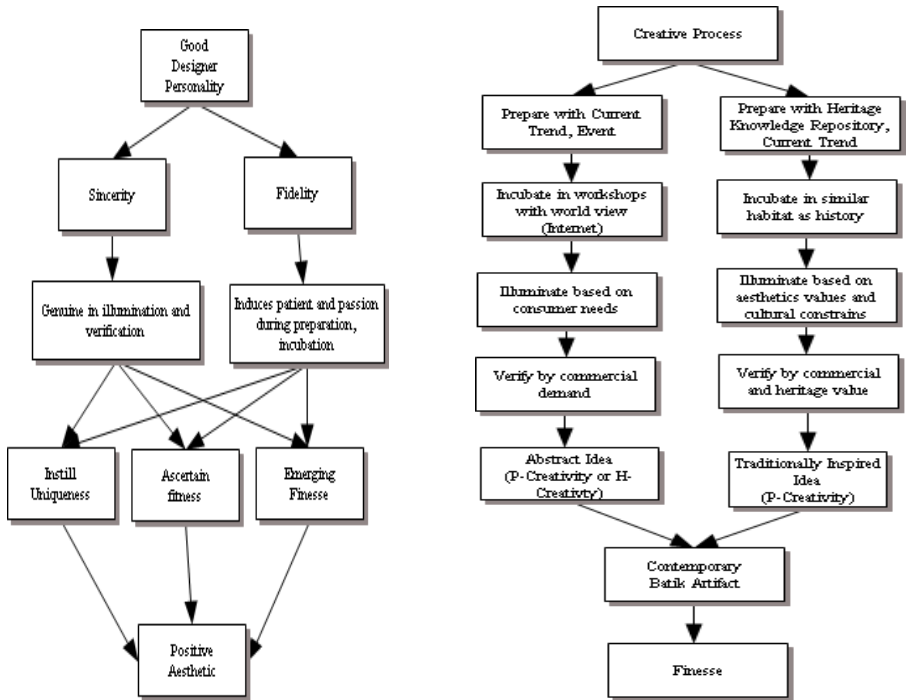 Good
Designer
Personality
Sincerity
Fidelity
Genuine in illumination and
verification
Induces patient and passion
during preparation,
incubation
Instill
Uniqueness
Ascertain
fitness
Emerging
Finesse
Positive
Aesthetic
Creative Process
Prepare with Current
Trend, Event
Prepare with Heritage
Knowledge Repository,
Current Trend
Incubate in workshops
with world view
(Internet)
Incubate in similar
habitat as history
Illuminate based on
consumer needs
Illuminate based on
aesthetics values and
cultural constrains
Verify by commercial
demand
Verify by commercial
and heritage value
Abstract Idea
(P-Creativity or H-
Creativty)
Traditionally Inspired
Idea
(P-Creativity)
Contemporary
Batik Artifact
Finesse